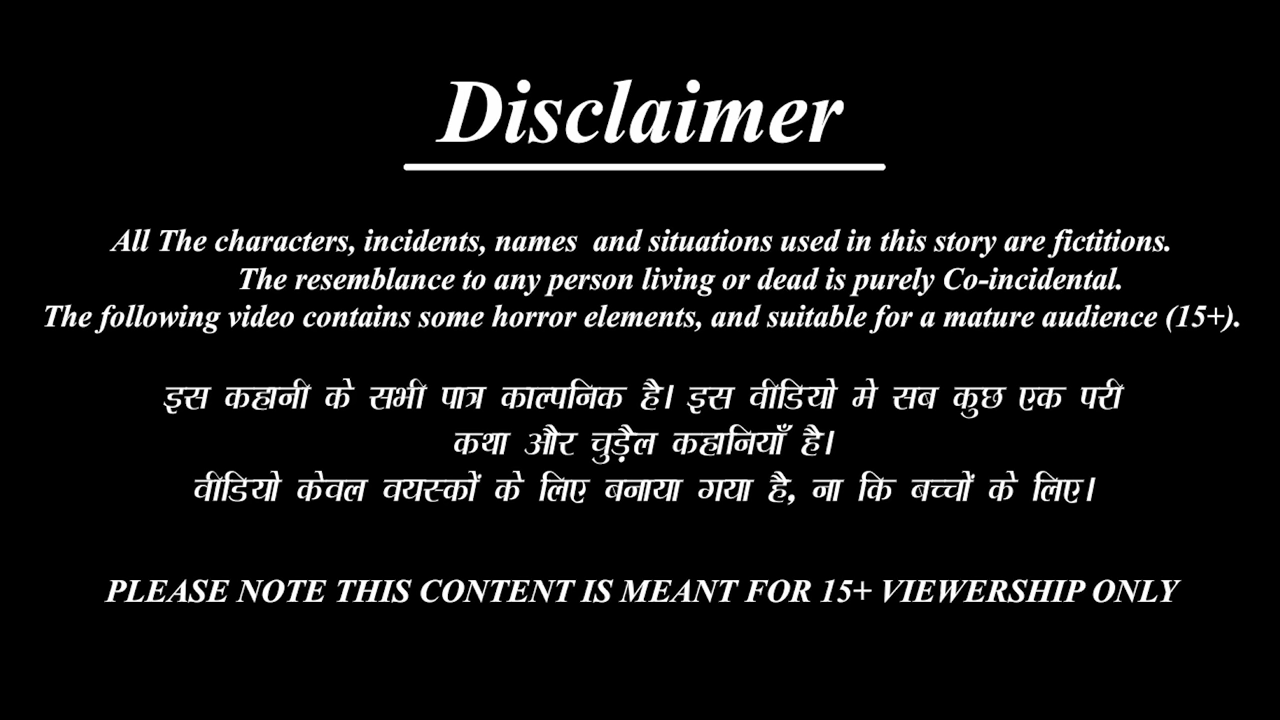 Disclaimer
All The characters, incidents, names and situations used in this story are fictitions.
The resemblance to any person living or dead is purely Co-incidental.
The following video contains some horror elements, and suitable for a mature audience (15+).
इस कहानी के सभी पात्र काल्पनिक है। इस वीडियो मे सब कुछ एक परी
कथा और चुड़ैल कहानियाँ है।
वीडियो केवल वयस्कों के लिए बनाया गया है, ना कि बच्चों के लिए।
PLEASE NOTE THIS CONTENT IS MEANT FOR 15+ VIEWERSHIP ONLY